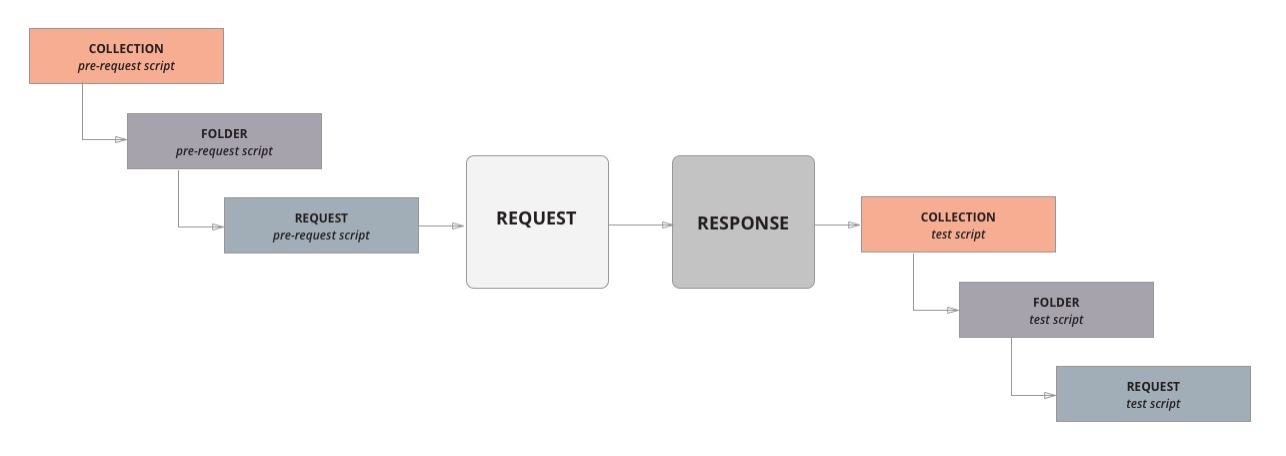 COLLECTION
pre-request script
FOLDER
pre-request script
REQUEST
pre-request script
REQUEST
RESPONSE
COLLECTION
test script
FOLDER
test script
REQUEST
test script